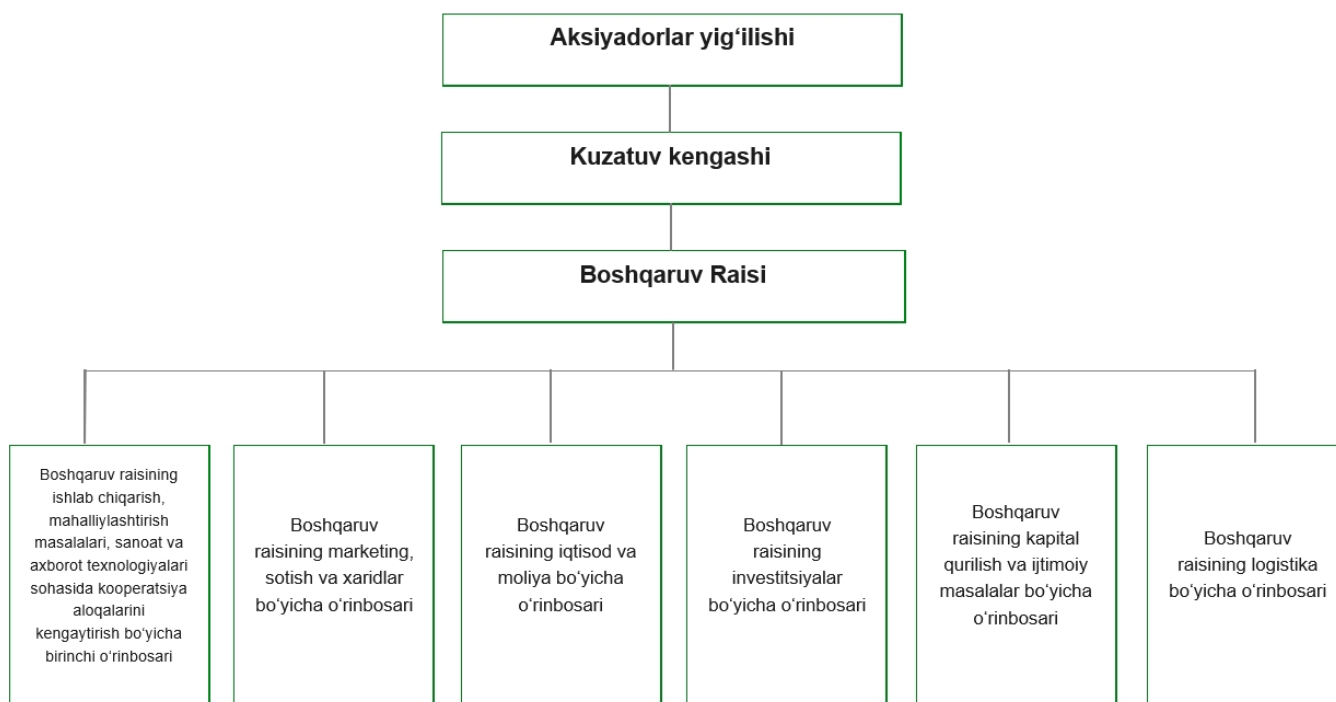 Aksiyadorlar yig‘ilishi
Kuzatuv kengashi
Boshqaruv Raisi
Boshqaruv raisining
ishlab chiqarish,
mahalliylashtirish
masalalari, sanoat va
axborot texnologiyalari
sohasida kooperatsiya
aloqalarini
kengaytirish bo‘yicha
birinchi o‘rinbosari
Boshqaruv
raisining marketing,
sotish va xaridlar
bo‘yicha o‘rinbosari
Boshqaruv
raisining iqtisod va
moliya bo‘yicha
o‘rinbosari
Boshqaruv
raisining
investitsiyalar
bo‘yicha o‘rinbosari
Boshqaruv
raisining kapital
qurilish va ijtimoiy
masalalar bo‘yicha
o‘rinbosari
Boshqaruv
raisining logistika
bo‘yicha o‘rinbosari